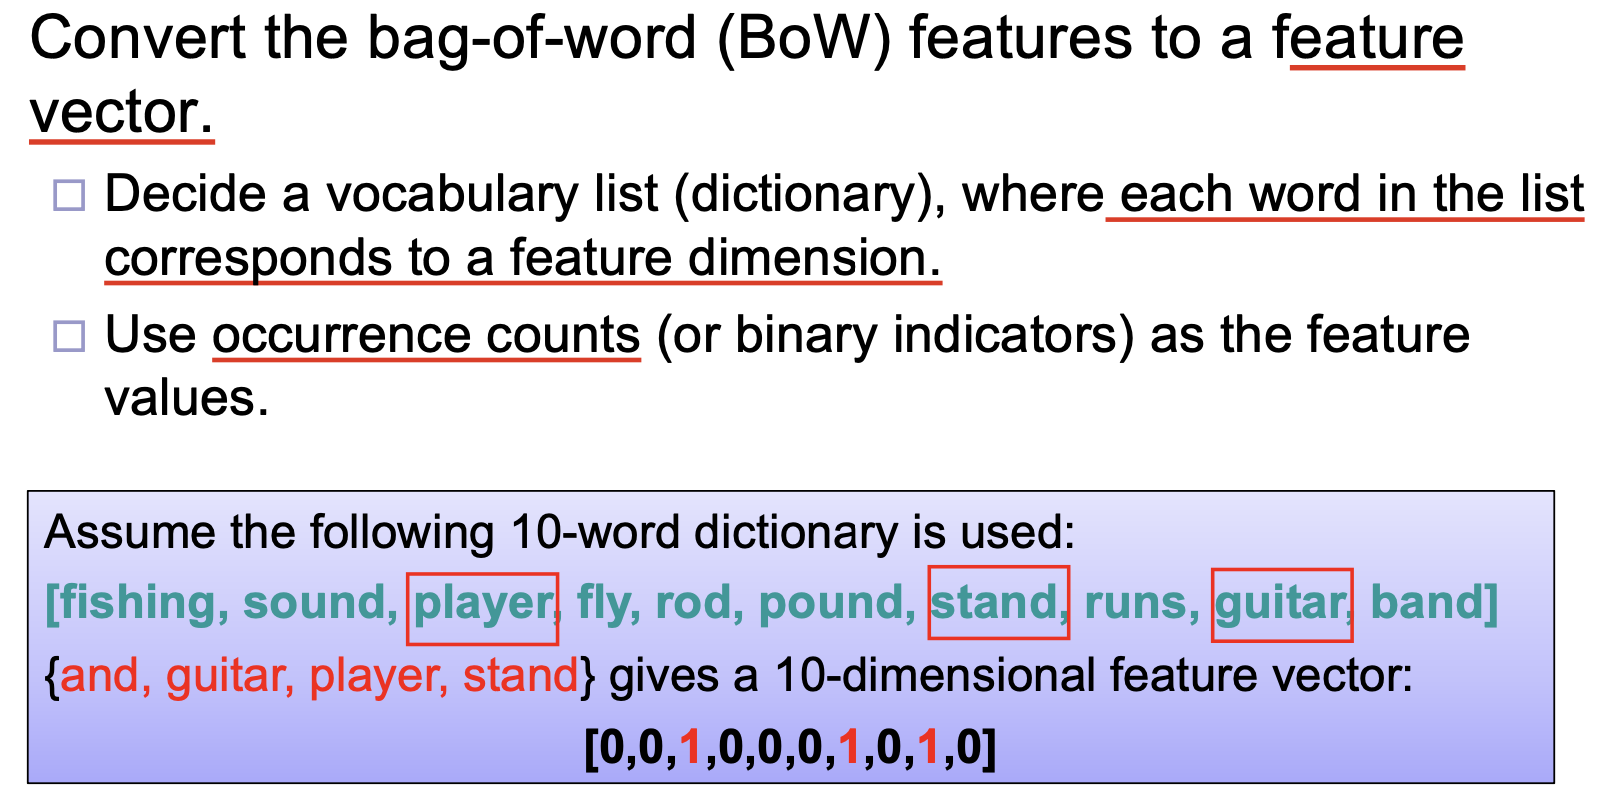 Convert the bag-of-word (BoW) features to a feature
vector.
Decide a vocabulary list (dictionary), where each word in the list
corresponds to a feature dimension.
Use occurrence counts (or binary indicators) as the feature
values.
Assume the following 10-word dictionary is used:
[fishing, sound, player, fly, rod, pound, stand, runs, guitar, band]
{and, guitar, player, stand} gives a 10-dimensional feature vector:
[0,0,1,0,0,0,1,0,1,0]